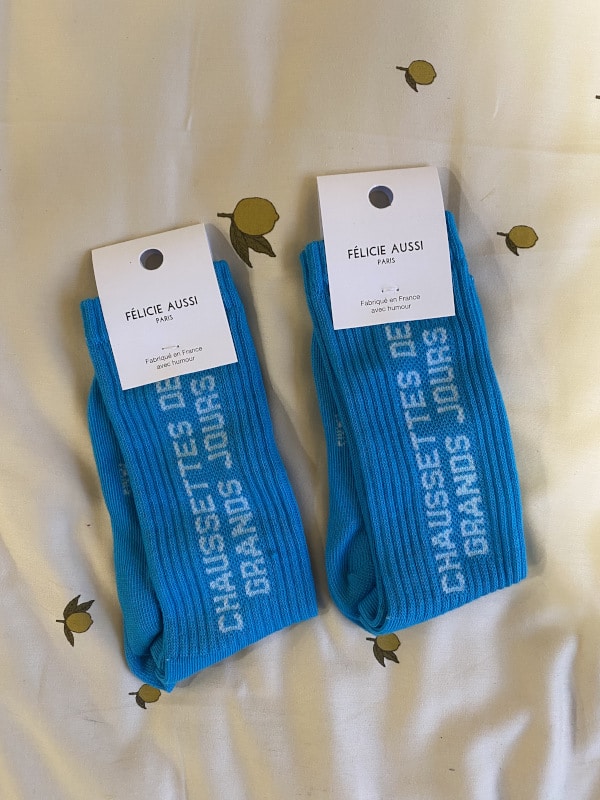 FÉLICIE AUSSI
PARIS
Fabriqué en France
avec humour
CHAUSSETTES DE
GRANDS JOURS
FÉLICIE AUSSI
PARIS
Fabriqué en France
avec humour
CHAUSSETTES DE
GRANDS JOURS